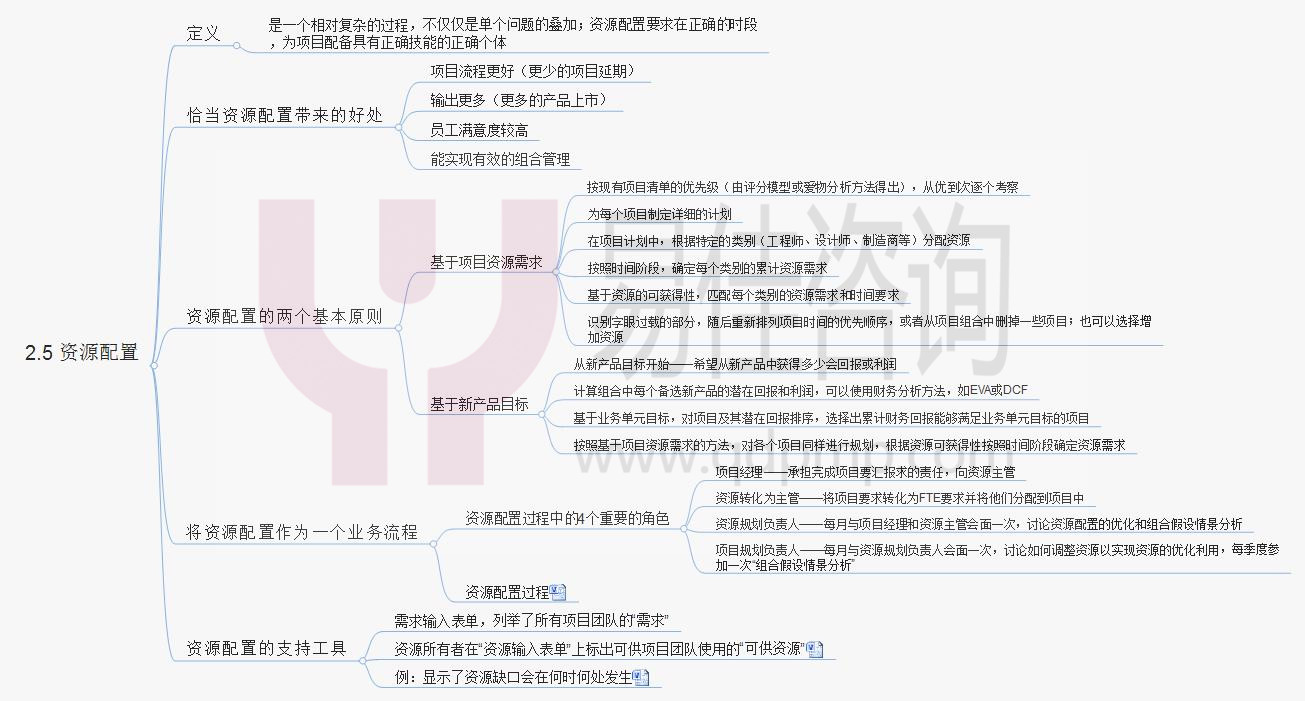 2.5 资源配置
定义
是一个相对复杂的过程，不仅仅是单个问题的叠加；资源配置要求在正确的时段
，为项目配备具有正确技能的正确个体
恰当资源配置带来的好处
项目流程更好（更少的项目延期）
输出更多（更多的产品上市）
员工满意度较高
能实现有效的组合管理
资源配置的两个基本原则
基于项目资源需求
按现有项目清单的优先级（由评分模型或爱物分析方法得出），从优到次逐个考察
为每个项目制定详细的计划
在项目计划中，根据特定的类别（工程师、设计师、制造商等）分配资源
按照时间阶段，确定每个类别的累计资源需求
基于资源的可获得性，匹配每个类别的资源需求和时间要求
识别字眼过载的部分，随后重新排列项目时间的优先顺序，或者从项目组合中删掉一些项目；也可以选择增
加资源
基于新产品目标
从新产品目标开始——希望从新产品中获得多少会回报或利润
计算组合中每个备选新产品的潜在回报和利润，可以使用财务分析方法，如EVA或DCF
基于业务单元目标，对项目及其潜在回报排序，选择出累计财务回报能够满足业务单元目标的项目
按照基于项目资源需求的方法，对各个项目同样进行规划，根据资源可获得性按照时间阶段确定资源需求
将资源配置作为一个业务流程
资源配置过程中的4个重要的角色
项目经理——承担完成项目要汇报求的责任，向资源主管
资源转化为主管——将项目要求转化为FTE要求并将他们分配到项目中
资源规划负责人——每月与项目经理和资源主管会面一次，讨论资源配置的优化和组合假设情景分析
项目规划负责人——每月与资源规划负责人会面一次，讨论如何调整资源以实现资源的优化利用，每季度参
加一次“组合假设情景分析”
资源配置过程
资源配置的支持工具
需求输入表单，列举了所有项目团队的“需求”
资源所有者在“资源输入表单”上标出可供项目团队使用的“可供资源”
例：显示了资源缺口会在何时何处发生
易仕咨询
www.qdpmp.com